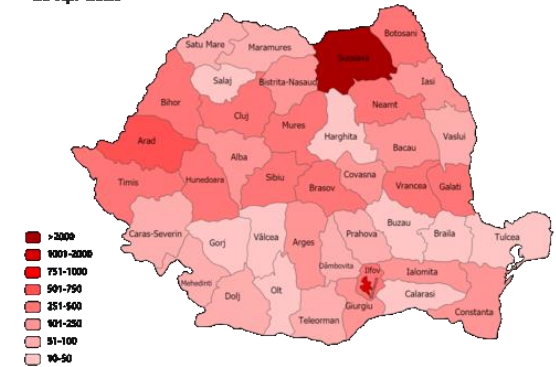 Botosani
Satu Mare
Maramures
Suceava
Salaj
Bistrita-Nasaud
Iasi
Bihor
Cluj
Neamt
Mures
Harghita
Vaslui
Arad
Alba
Bacau
Timis
Hunedoara
Sibiu
Covasna
Brasov
Vrancea
Galati
Caras-Severin
Gorj
Vâlcea
Arges
Prahova
Buzau
Braila
Tulcea
Dâmbovita
Ilfov
Ialomita
Mehedinti
Dolj
Olt
Giurgiu
Calarasi
Teleorman
Constanta
>2000
1001-2000
751-1000
501-750
251-500
101-250
51-100
10-50